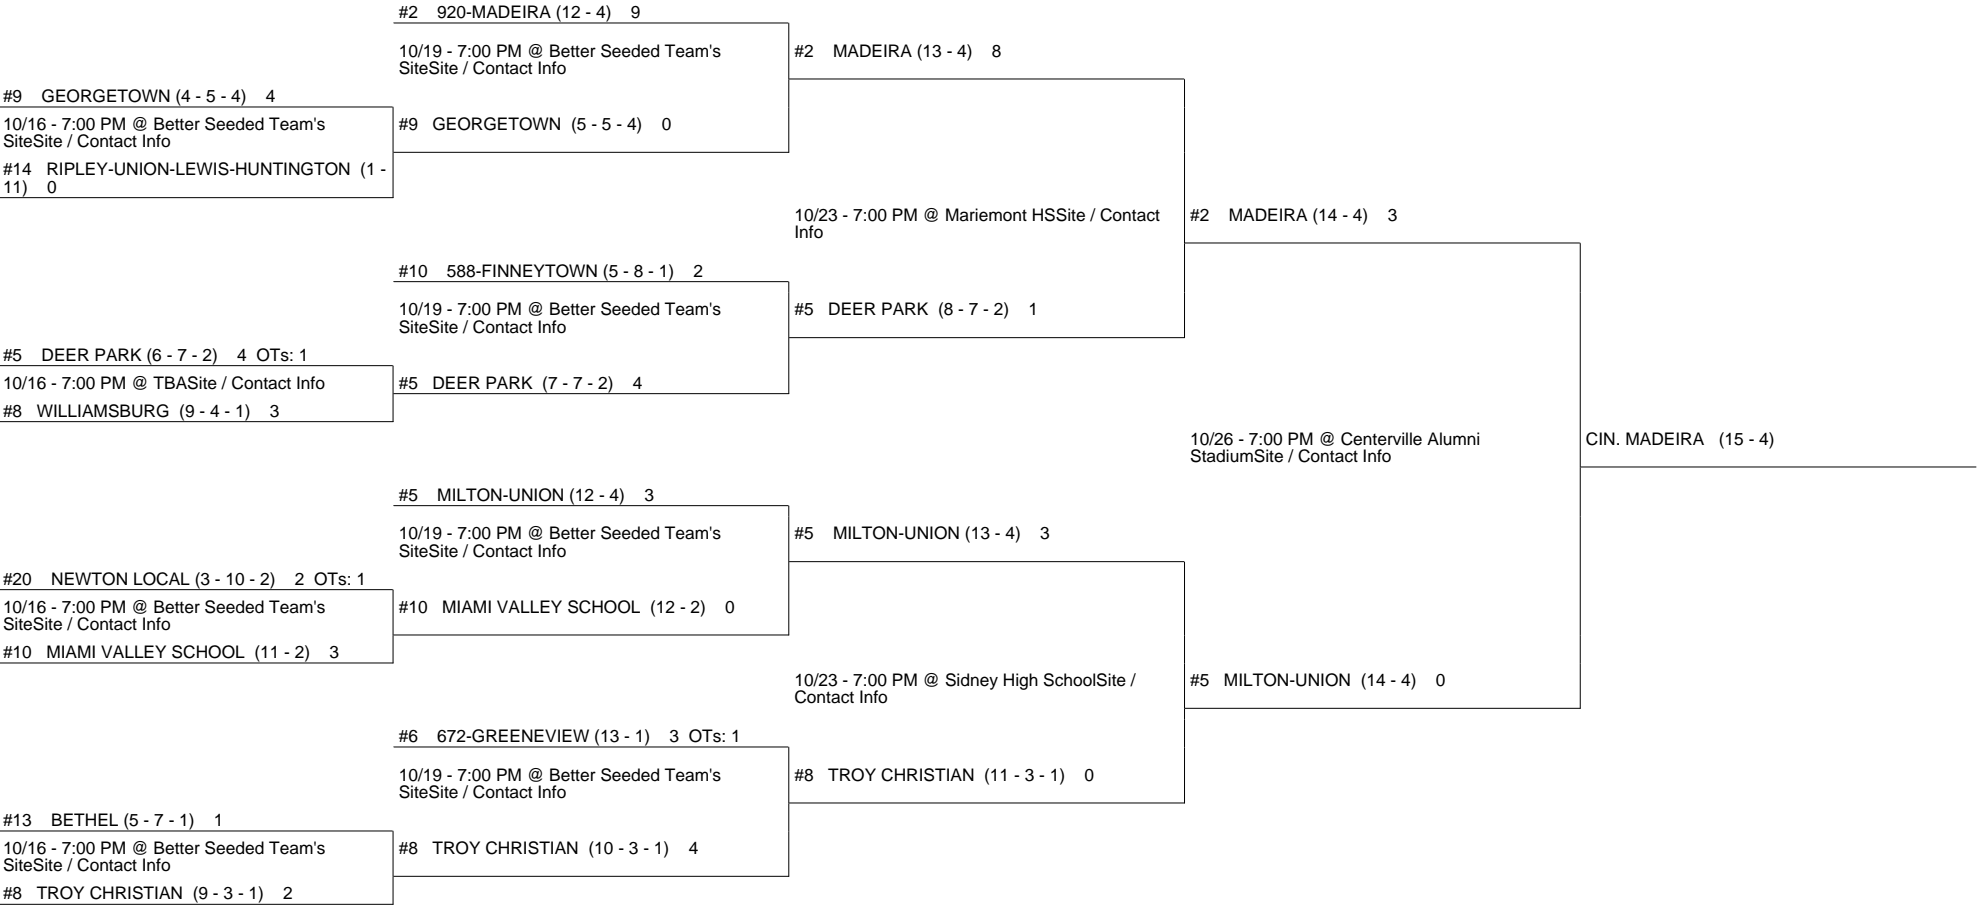 #2 920-MADEIRA (12 - 4) 9
10/19 - 7:00 PM @ Better Seeded Team's
SiteSite / Contact Info
#2 MADEIRA (13 - 4) 8
#9 GEORGETOWN (4 - 5 - 4) 4
10/16 - 7:00 PM @ Better Seeded Team's
SiteSite / Contact Info
#9 GEORGETOWN (5 - 5 - 4) 0
#14 RIPLEY-UNION-LEWIS-HUNTINGTON (1 -
11) 0
10/23 - 7:00 PM @ Mariemont HSSite / Contact
Info
#2 MADEIRA (14 - 4) 3
#10 588-FINNEYTOWN (5 - 8 - 1) 2
10/19 - 7:00 PM @ Better Seeded Team's
SiteSite / Contact Info
#5 DEER PARK (8 - 7 - 2) 1
#5 DEER PARK (6 - 7 - 2) 4 OTs: 1
10/16 - 7:00 PM @ TBASite / Contact Info
#5 DEER PARK (7 - 7 - 2) 4
#8 WILLIAMSBURG (9 - 4 - 1) 3
10/26 - 7:00 PM @ Centerville Alumni
StadiumSite / Contact Info
CIN. MADEIRA (15 - 4)
#5 MILTON-UNION (12 - 4) 3
10/19 - 7:00 PM @ Better Seeded Team's
SiteSite / Contact Info
#5 MILTON-UNION (13 - 4) 3
#20 NEWTON LOCAL (3 - 10 - 2) 2 OTs: 1
10/16 - 7:00 PM @ Better Seeded Team's
SiteSite / Contact Info
#10 MIAMI VALLEY SCHOOL (12 - 2) 0
#10 MIAMI VALLEY SCHOOL (11 - 2) 3
10/23 - 7:00 PM @ Sidney High SchoolSite /
Contact Info
#5 MILTON-UNION (14 - 4) 0
#6 672-GREENEVIEW (13 - 1) 3 OTs: 1
10/19 - 7:00 PM @ Better Seeded Team's
SiteSite / Contact Info
#8 TROY CHRISTIAN (11 - 3 - 1) 0
#13 BETHEL (5 - 7 - 1) 1
10/16 - 7:00 PM @ Better Seeded Team's
SiteSite / Contact Info
#8 TROY CHRISTIAN (10 - 3 - 1) 4
#8 TROY CHRISTIAN (9 - 3 - 1) 2